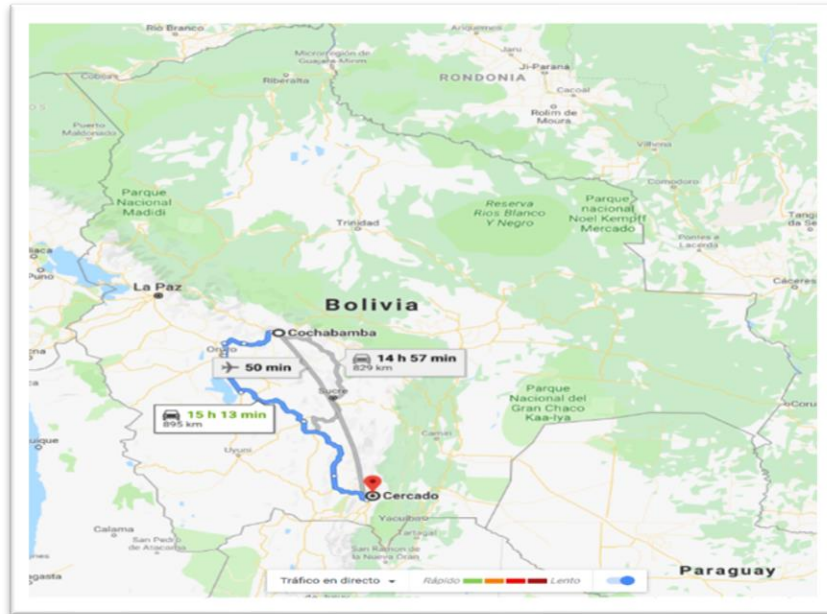 Rio Branco
Ariquemes
Microrregión de
Guajará-Mirim
Jaru
Ji-Paraná
Cobija
Riberalta
RONDONIA
Cacoal
Rolim de
Moura
Puerto
Maldonado
Vilhena
Comodoro
Parque
Nacional
Madidi
Reserva
Rios Blanco
Y Negro
Parque
nacional
Noel Kempff
Mercado
Trinidad
Pontes a
Lacerda
Puno
La Paz
Cáceres
Bolivia
Cochabamba
50 min
14 h 57 min
829 km
Sucre
15 h 13 min
895 km
Parque
Nacional del
Gran Chaco
Kaa-Iya
Camiri
Uyuni
Cercado
Yacuiba
Tartagal
Calama
San Pedro
de Atacama
San Ramón de
la Nueva Orán
Paraguay
Tráfico en directo
Rápido
Lento